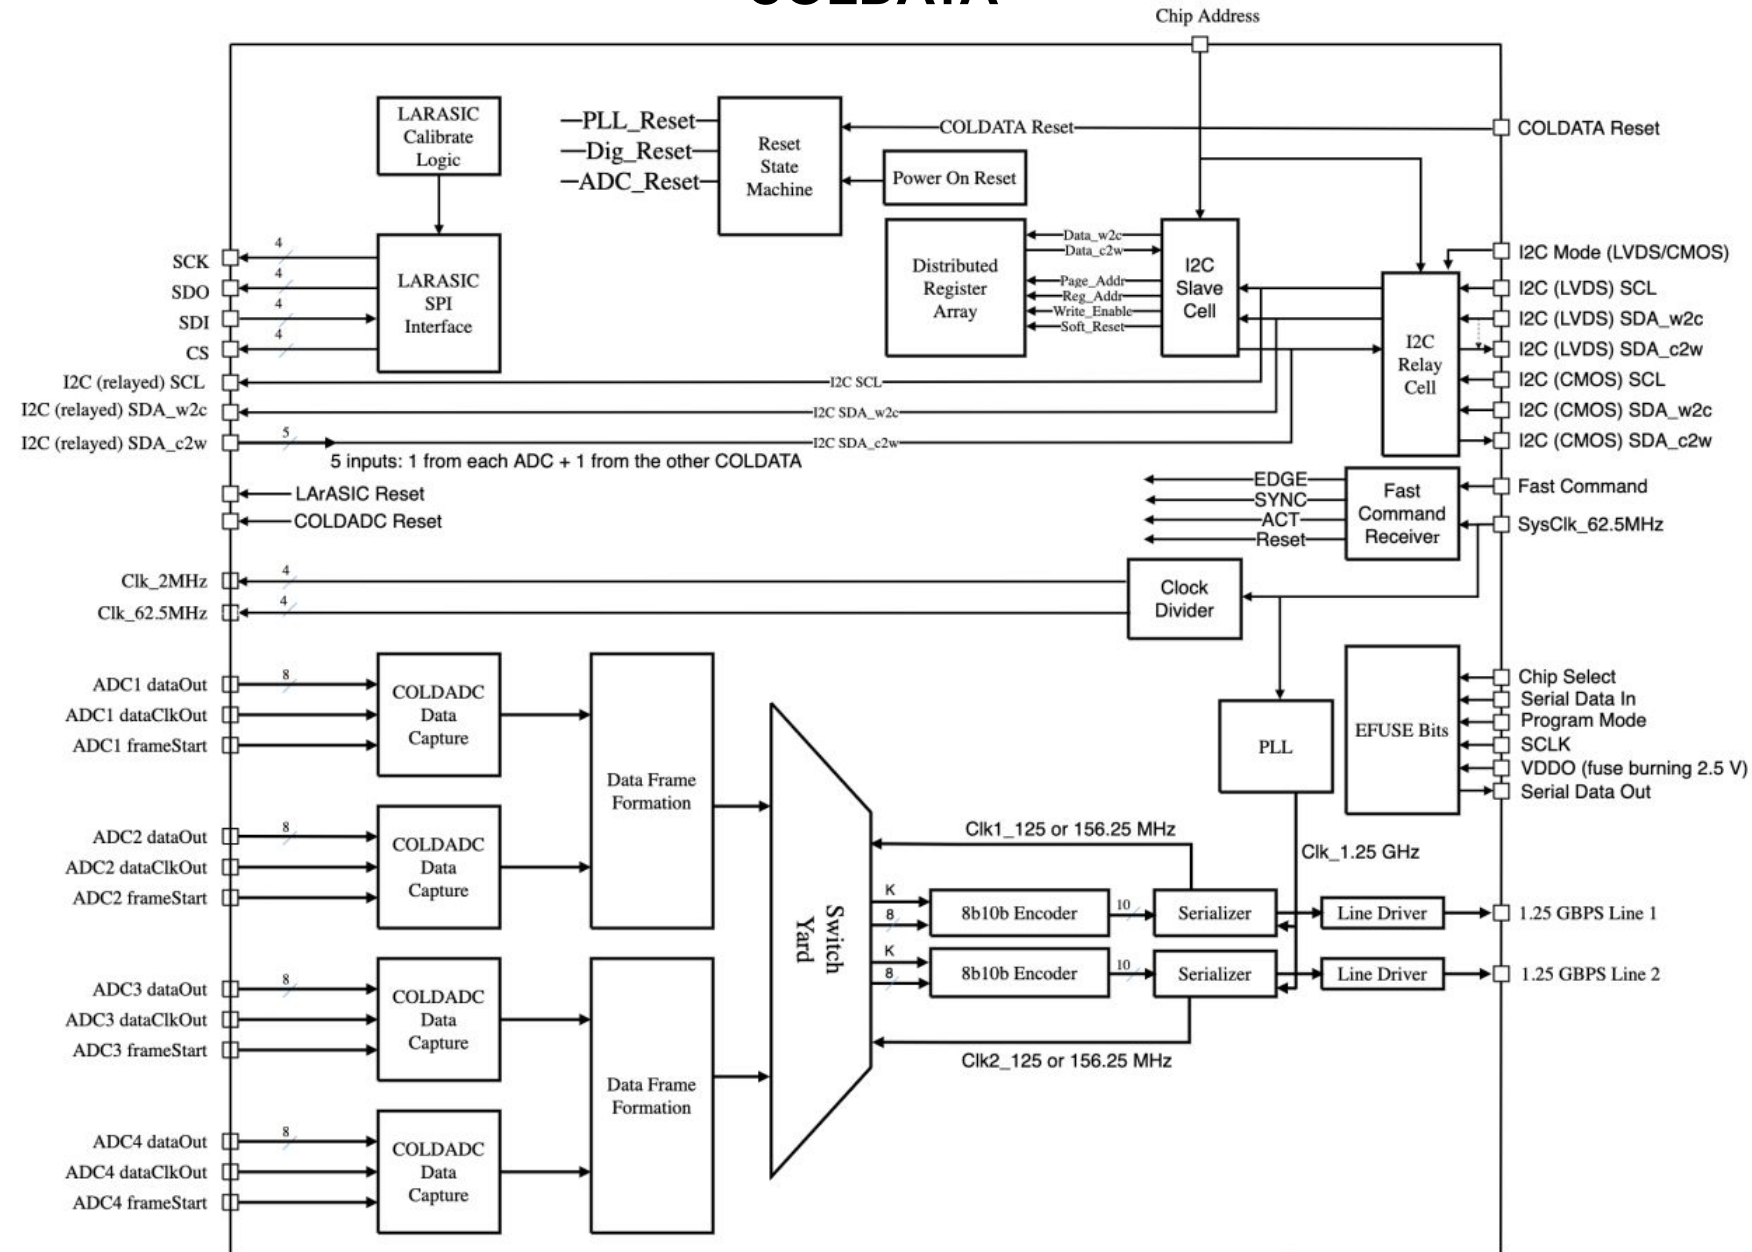 COLDATA
Chip Address
LARASIC
Calibrate
Logic
PLL_Reset
Dig_Reset
ADC_Reset
Reset
State
Machine
COLDATA Reset
COLDATA Reset
Power On Reset
SCK
4
SDO
4
SDI
4
CS
4
LARASIC
SPI
Interface
Distributed
Register
Array
Data_w2c
Data_c2w
Page_Addr
Reg_Addr
Write_Enable
Soft_Reset
I2C
Slave
Cell
I2C
Relay
Cell
I2C Mode (LVDS/CMOS)
I2C (LVDS) SCL
I2C (LVDS) SDA_w2c
I2C (LVDS) SDA_c2w
I2C (CMOS) SCL
I2C (CMOS) SDA_w2c
I2C (CMOS) SDA_c2w
I2C (relayed) SCL
I2C SCL
I2C (relayed) SDA_w2c
I2C SDA_w2c
I2C (relayed) SDA_c2w
5
I2C SDA_c2w
5 inputs: 1 from each ADC + 1 from the other COLDATA
LArASIC Reset
COLDADC Reset
EDGE
SYNC
ACT
Reset
Fast
Command
Receiver
Fast Command
SysClk_62.5MHz
Clk_2MHz
4
Clk_62.5MHz
4
Clock
Divider
ADC1 dataOut
8
ADC1 dataClkOut
ADC1 frameStart
COLDADC
Data
Capture
ADC2 dataOut
8
ADC2 dataClkOut
ADC2 frameStart
COLDADC
Data
Capture
Data Frame
Formation
ADC3 dataOut
8
ADC3 dataClkOut
ADC3 frameStart
COLDADC
Data
Capture
ADC4 dataOut
8
ADC4 dataClkOut
ADC4 frameStart
COLDADC
Data
Capture
Data Frame
Formation
Switch
Yard
PLL
EFUSE Bits
Chip Select
Serial Data In
Program Mode
SCLK
VDDO (fuse burning 2.5 V)
Serial Data Out
Clk1_125 or 156.25 MHz
Clk_1.25 GHz
K
8
8b10b Encoder
10
Serializer
Line Driver
1.25 GBPS Line 1
K
8
8b10b Encoder
10
Serializer
Line Driver
1.25 GBPS Line 2
Clk2_125 or 156.25 MHz